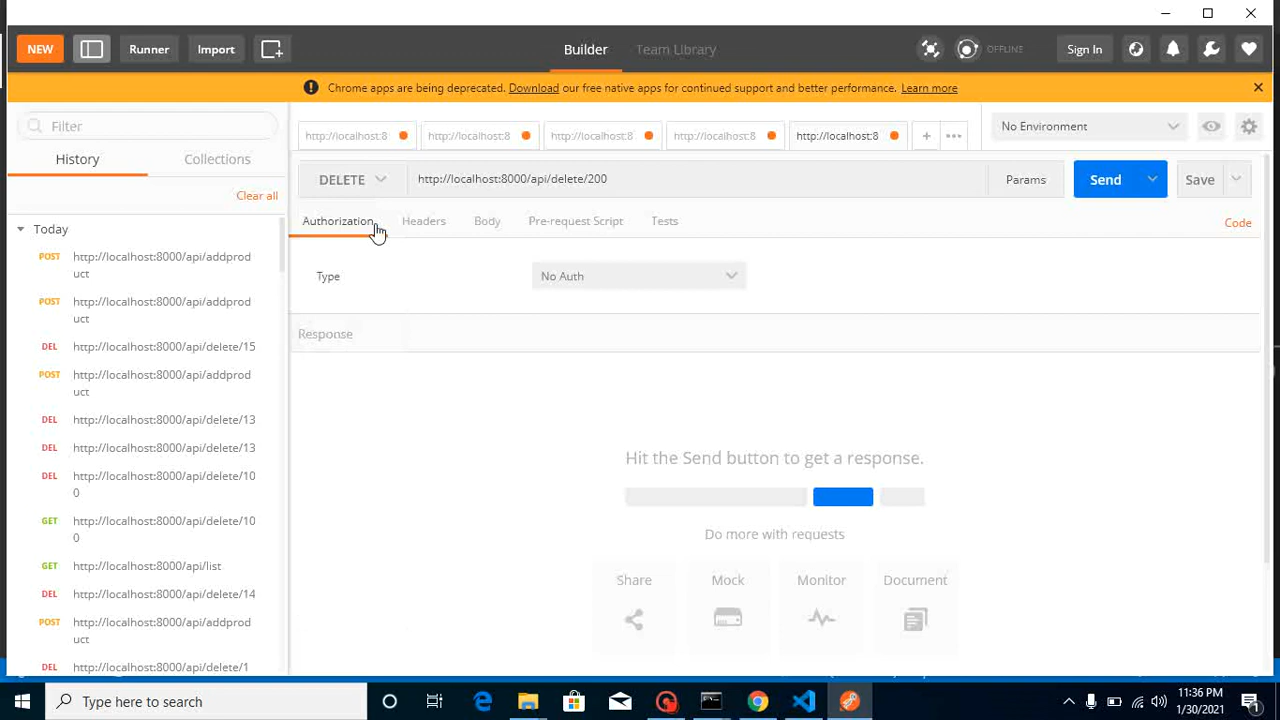 NEW
Runner
Import
Builder
Team Library
OFFLINE
Sign In
Chrome apps are being deprecated. Download our free native apps for continued support and better performance. Learn more
Filter
History
Collections
Clear all
Today
POST http://localhost:8000/api/addprod
uct
POST http://localhost:8000/api/addprod
uct
DEL http://localhost:8000/api/delete/15
POST http://localhost:8000/api/addprod
uct
DEL http://localhost:8000/api/delete/13
DEL http://localhost:8000/api/delete/13
DEL http://localhost:8000/api/delete/10
0
GET http://localhost:8000/api/delete/10
0
GET http://localhost:8000/api/list
DEL http://localhost:8000/api/delete/14
POST http://localhost:8000/api/addprod
uct
DEL http://localhost:8000/api/delete/1
http://localhost:8
http://localhost:8
http://localhost:8
http://localhost:8
http://localhost:8
No Environment
DELETE
http://localhost:8000/api/delete/200
Params
Send
Save
Authorization
Headers
Body
Pre-request Script
Tests
Code
Type
No Auth
Response
Hit the Send button to get a response.
Do more with requests
Share
Mock
Monitor
Document
Type here to search
11:36 PM
1/30/2021
1